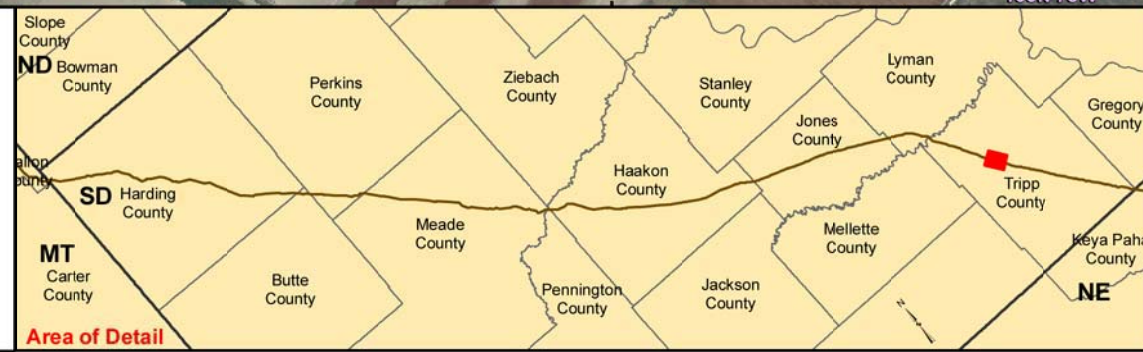 Slope
County
ND
Bowman
County
Perkins
County
Ziebach
County
Stanley
County
Lyman
County
Gregory
County
Jones
County
Haakon
County
SD
Harding
County
Tripp
County
Meade
County
Mellette
County
Keya Paha
County
MT
Carter
County
Butte
County
Pennington
County
Jackson
County
NE
N
Area of Detail